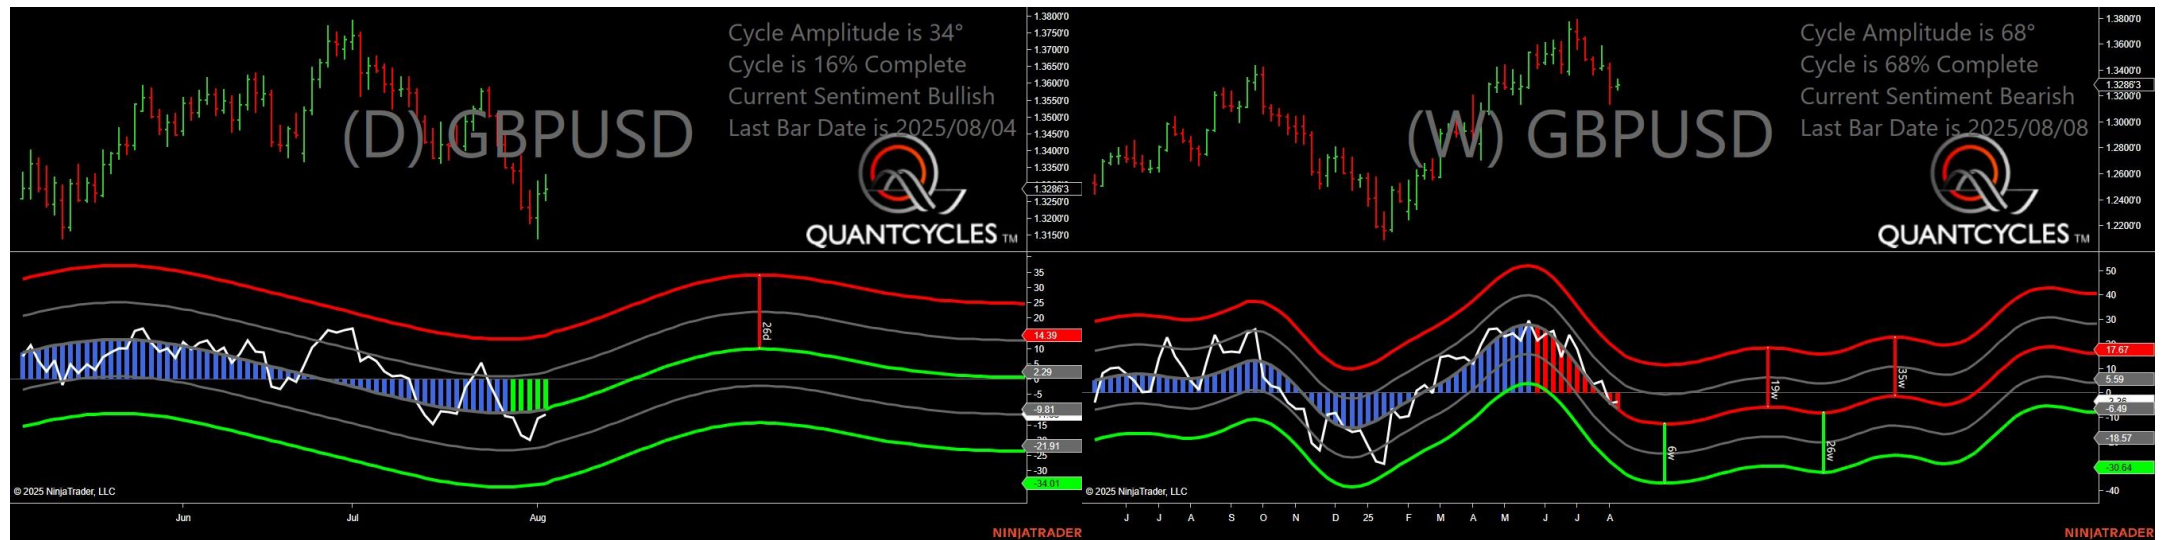 Cycle Amplitude is 34°
Cycle is 16% Complete
Current Sentiment Bullish
Last Bar Date is 2025/08/04
(D) GBPUSD
QUANTCYCLES TM
1.3800'0
1.3750'0
1.3700'0
1.3650'0
1.3600'0
1.3550'0
1.3500'0
1.3450'0
1.3400'0
1.3350'0
1.3286'3
1.3250'0
1.3200'0
1.3150'0
35
30
25
20
14.39
10
5
2.29
-5
-9.81
-15
-21.91
-25
-30
-34.01
26d
© 2025 NinjaTrader, LLC
Jun
Jul
Aug
NINJATRADER
Cycle Amplitude is 68°
Cycle is 68% Complete
Current Sentiment Bearish
Last Bar Date is 2025/08/08
(W) GBPUSD
QUANTCYCLES TM
1.3800'0
1.3600'0
1.3400'0
1.3286'3
1.3200'0
1.3000'0
1.2800'0
1.2600'0
1.2400'0
1.2200'0
50
40
30
17.67
10
5.59
0
-6.49
-10
-18.57
-30.64
-40
6w
19w
26w
35w
© 2025 NinjaTrader, LLC
J
J
A
S
O
N
D
25
F
M
A
M
J
J
A
NINJATRADER